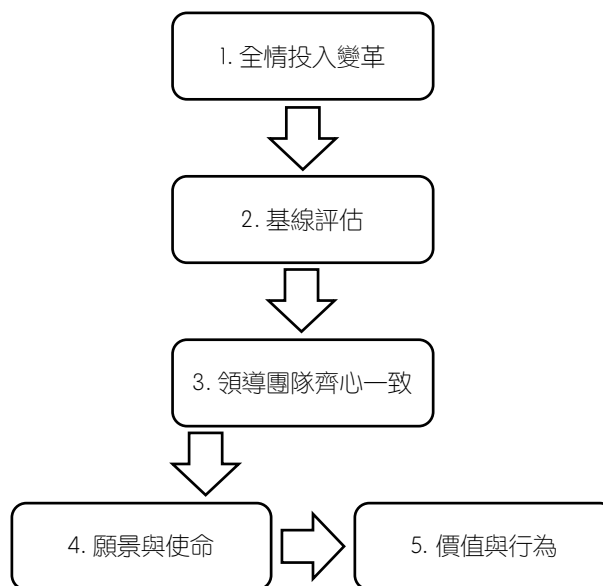 1. 全情投入變革
2. 基線評估
3. 領導團隊齊心一致
4. 願景與使命
5. 價值與行為